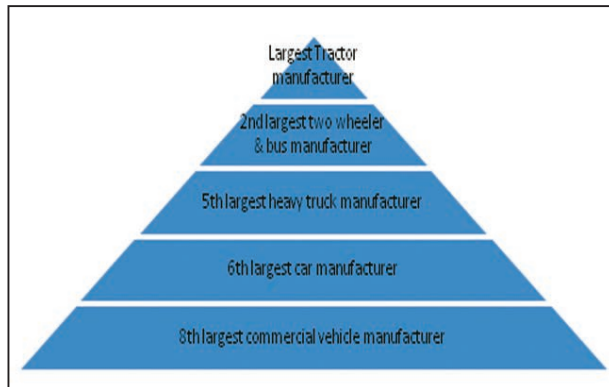 Largest Tractor
manufacturer
2nd largest two wheeler
& bus manufacturer
5th largest heavy truck manufacturer
6th largest car manufacturer
8th largest commercial vehicle manufacturer